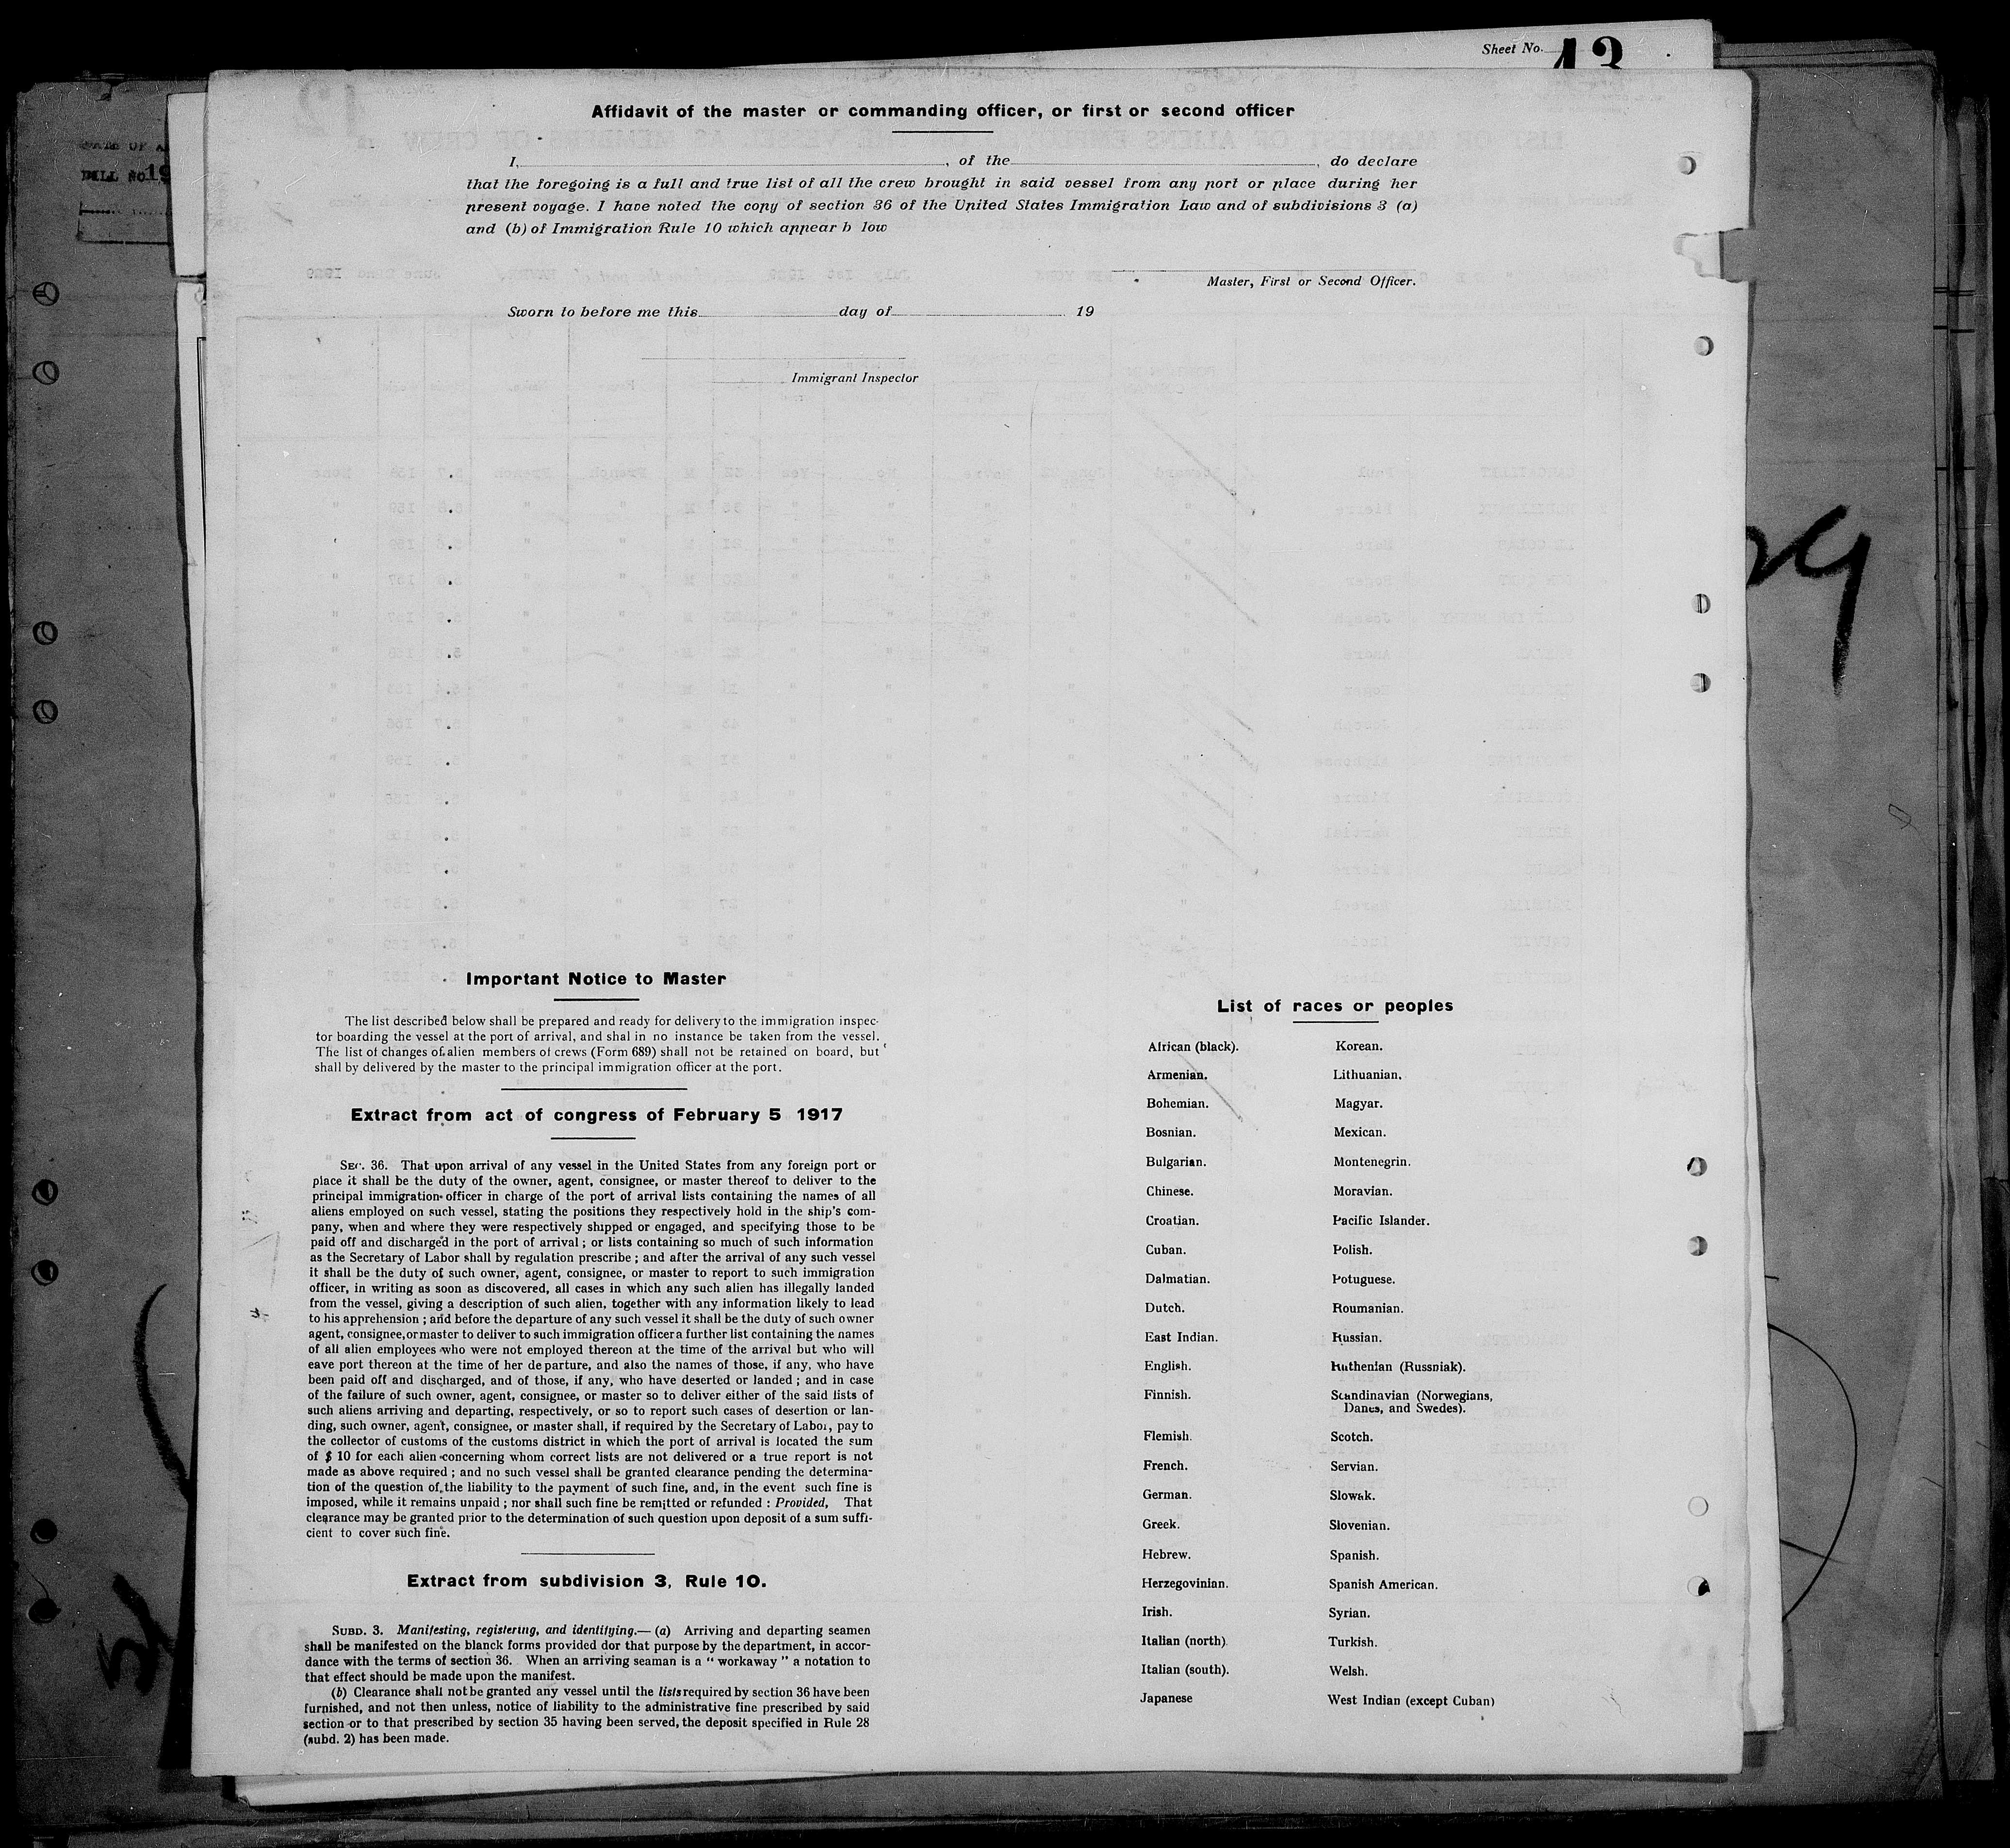 Sheet No. 43
Affidavit of the master or commanding officer, or first or second officer
I, , of the , do declare
that the foregoing is a full and true list of all the crew brought in said vessel from any port or place during her
present voyage. I have noted the copy of section 36 of the United States Immigration Law and of subdivisions 3 (a)
and (b) of Immigration Rule 10 which appear b low
Master, First or Second Officer.
Sworn to before me this day of 19
Immigrant Inspector
Important Notice to Master
The list described below shall be prepared and ready for delivery to the immigration inspec-
tor boarding the vessel at the port of arrival, and shal in no instance be taken from the vessel.
The list of changes of alien members of crews (Form 689) shall not be retained on board, but
shall by delivered by the master to the principal immigration officer at the port.
Extract from act of congress of February 5 1917
SEC. 36. That upon arrival of any vessel in the United States from any foreign port or
place it shall be the duty of the owner, agent, consignee, or master thereof to deliver to the
principal immigration officer in charge of the port of arrival lists containing the names of all
aliens employed on such vessel, stating the positions they respectively hold in the ship's com-
pany, when and where they were respectively shipped or engaged, and specifying those to be
paid off and discharged in the port of arrival ; or lists containing so much of such information
as the Secretary of Labor shall by regulation prescribe ; and after the arrival of any such vessel
it shall be the duty of such owner, agent, consignee, or master to report to such immigration
officer, in writing as soon as discovered, all cases in which any such alien has illegally landed
from the vessel, giving a description of such alien, together with any information likely to lead
to his apprehension ; and before the departure of any such vessel it shall be the duty of such owner
agent, consignee, or master to deliver to such immigration officer a further list containing the names
of all alien employees who were not employed thereon at the time of the arrival but who will
eave port thereon at the time of her departure, and also the names of those, if any, who have
been paid off and discharged, and of those, if any, who have deserted or landed ; and in case
of the failure of such owner, agent, consignee, or master so to deliver either of the said lists of
such aliens arriving and departing, respectively, or so to report such cases of desertion or lan-
ding, such owner, agent, consignee, or master shall, if required by the Secretary of Labor, pay to
the collector of customs of the customs district in which the port of arrival is located the sum
of $ 10 for each alien concerning whom correct lists are not delivered or a true report is not
made as above required ; and no such vessel shall be granted clearance pending the determina-
tion of the question of the liability to the payment of such fine, and, in the event such fine is
imposed, while it remains unpaid ; nor shall such fine be remitted or refunded : Provided, That
clearance may be granted prior to the determination of such question upon deposit of a sum suffi-
cient to cover such fine.
Extract from subdivision 3, Rule 10.
SUBD. 3. Manifesting, registering, and identifying.— (a) Arriving and departing seamen
shall be manifested on the blanck forms provided dor that purpose by the department, in accor-
dance with the terms of section 36. When an arriving seaman is a “ workaway ” a notation to
that effect should be made upon the manifest.
(b) Clearance shall not be granted any vessel until the lists required by section 36 have been
furnished, and not then unless, notice of liability to the administrative fine prescribed by said
section or to that prescribed by section 35 having been served, the deposit specified in Rule 28
(subd. 2) has been made.
List of races or peoples
African (black).
Armenian.
Bohemian.
Bosnian.
Bulgarian.
Chinese.
Croatian.
Cuban.
Dalmatian.
Dutch.
East Indian.
English.
Finnish.
Flemish.
French.
German.
Greek.
Hebrew.
Herzegovinian.
Irish.
Italian (north).
Italian (south).
Japanese
Korean.
Lithuanian.
Magyar.
Mexican.
Montenegrin.
Moravian.
Pacific Islander.
Polish.
Potuguese.
Roumanian.
Russian.
Ruthenian (Russniak).
Scandinavian (Norwegians,
Danes, and Swedes).
Scotch.
Servian.
Slowak.
Slovenian.
Spanish.
Spanish American.
Syrian.
Turkish.
Welsh.
West Indian (except Cuban)